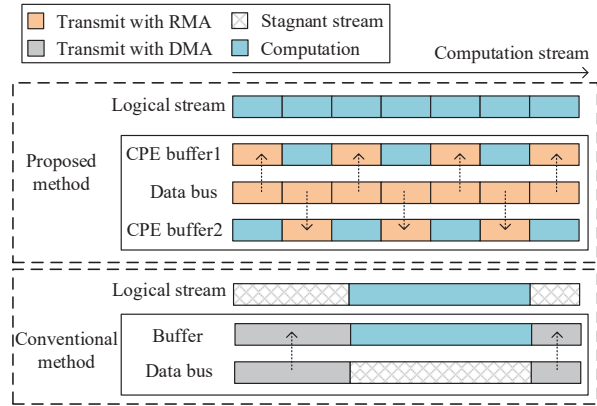 Transmit with RMA
Stagnant stream
Transmit with DMA
Computation
Computation stream
Logical stream
Proposed
method
CPE buffer1
Data bus
CPE buffer2
Logical stream
Conventional
method
Buffer
Data bus